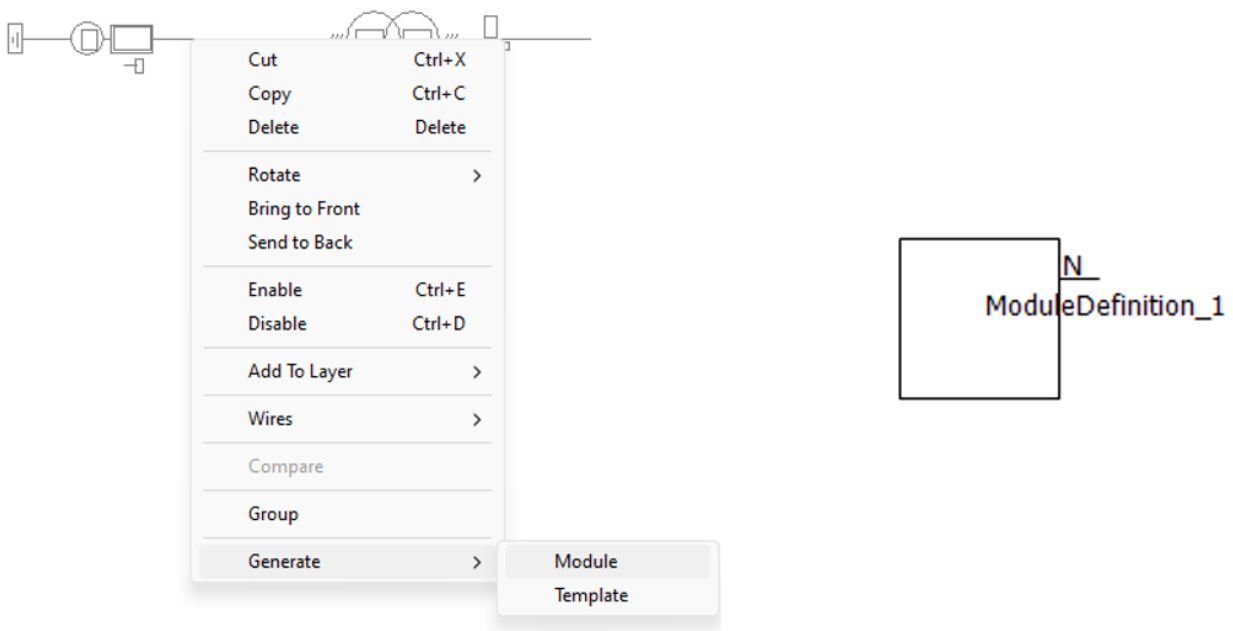 Cut Ctrl+X
Copy Ctrl+C
Delete Delete
Rotate
Bring to Front
Send to Back
Enable Ctrl+E
Disable Ctrl+D
Add To Layer
Wires
Compare
Group
Generate
Module
Template
N
ModuleDefinition_1